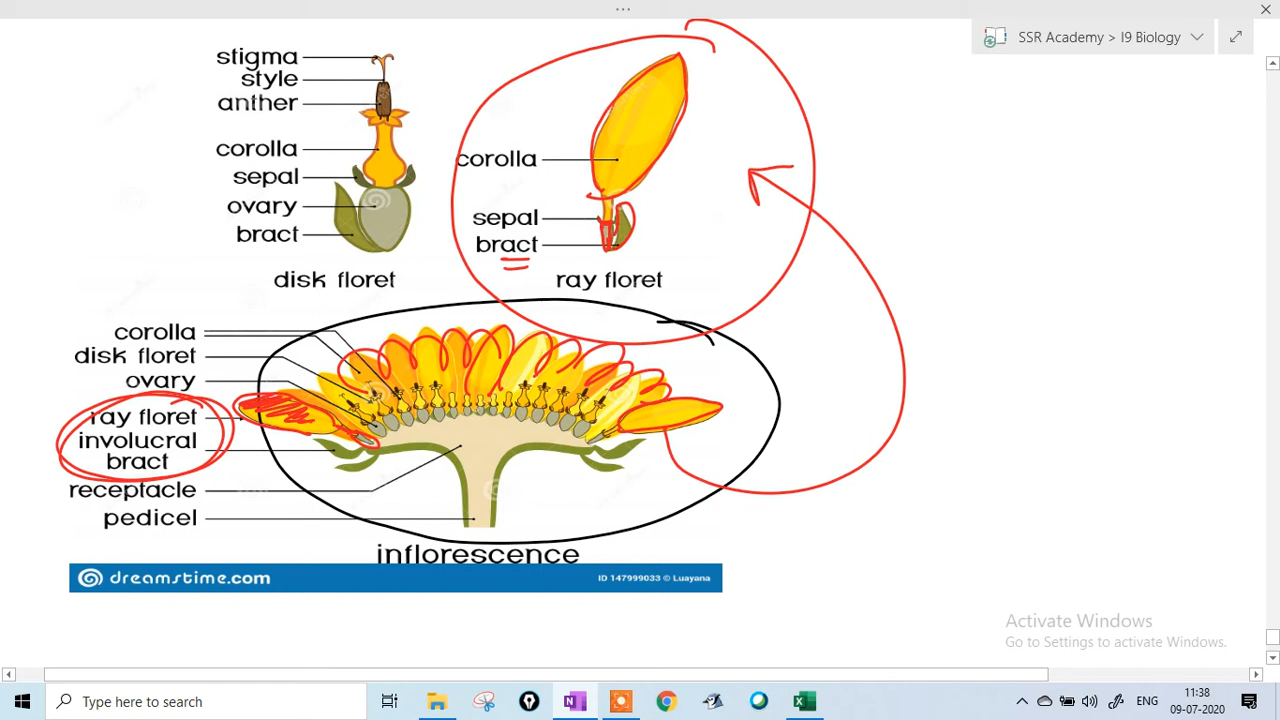 SSR Academy > I9 Biology
stigma
style
anther
corolla
sepal
ovary
bract
disk floret
corolla
sepal
bract
ray floret
corolla
disk floret
ovary
ray floret
involucral
bract
receptacle
pedicel
inflorescence
dreamstime.com
ID 147999033 © Luayana
Activate Windows
Go to Settings to activate Windows.
Type here to search
ENG
11:38
09-07-2020